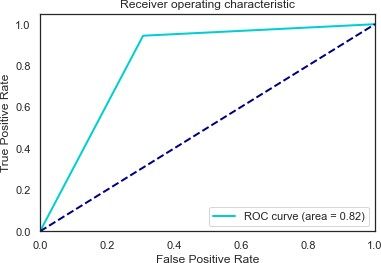 Receiver operating characteristic
1.0
0.8
0.6
0.4
0.2
0.0
True Positive Rate
ROC curve (area = 0.82)
0.0 0.2 0.4 0.6 0.8 1.0
False Positive Rate